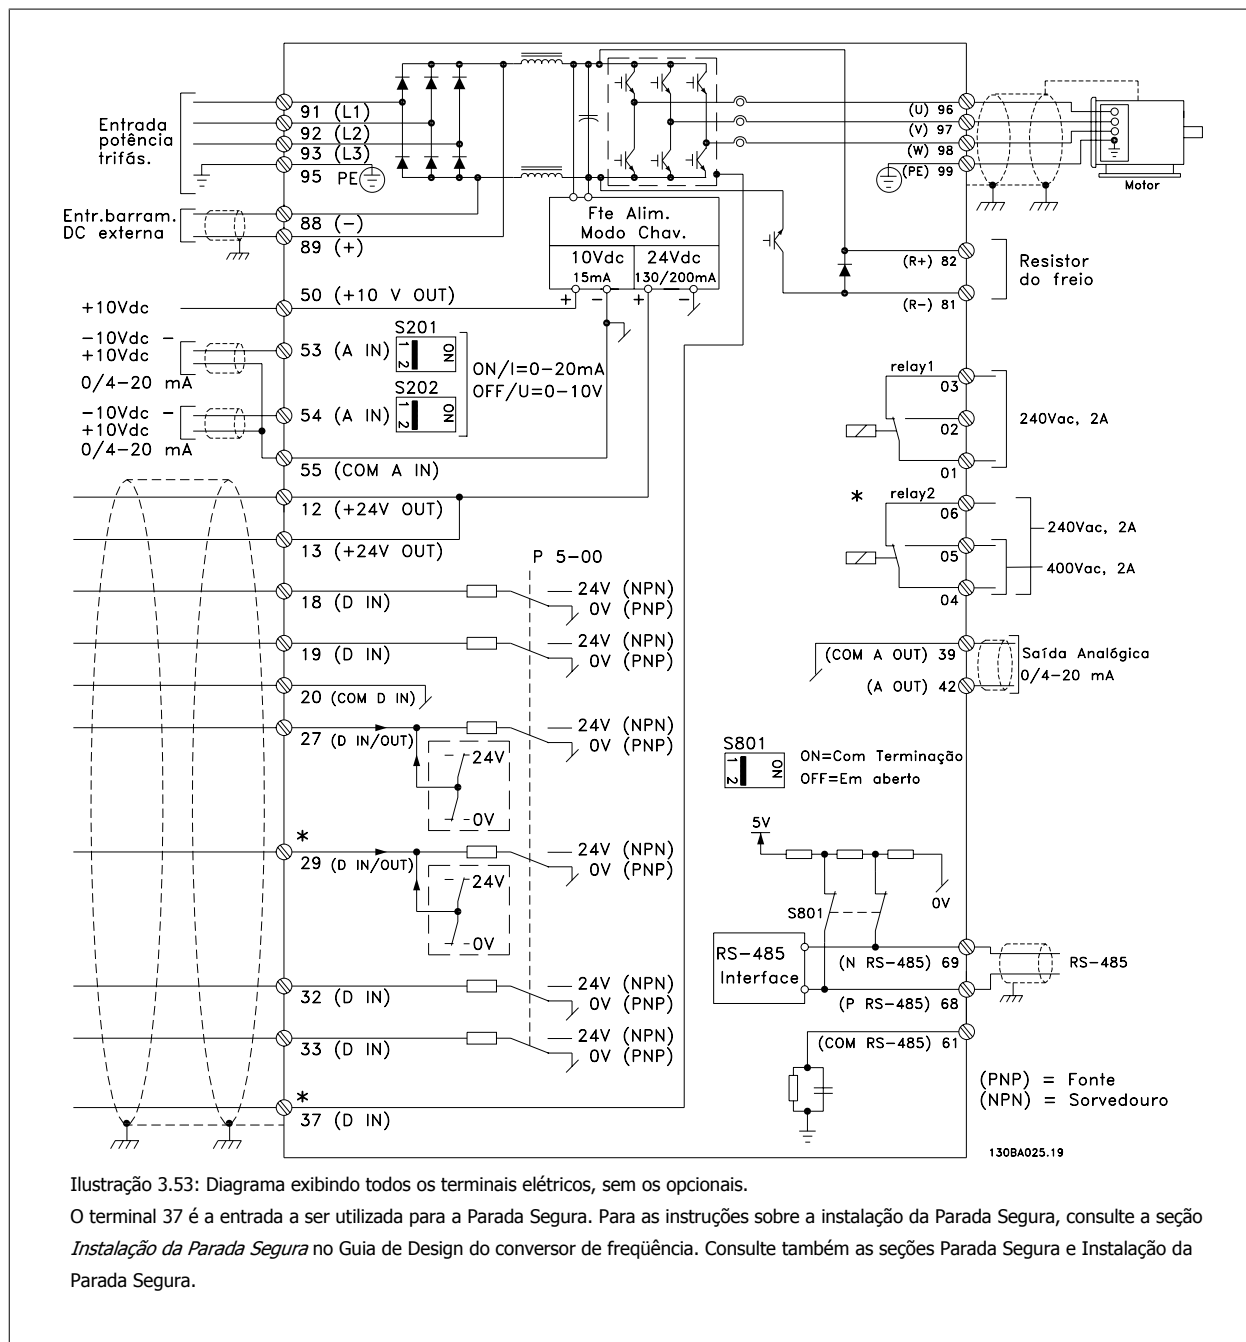 Entrada
potência
trifás.
91 (L1)
92 (L2)
93 (L3)
95 PE
Entr.barram.
DC externa
88 (-)
89 (+)
Fte Alim.
Modo Chav.
10Vdc
15mA
24Vdc
130/200mA
+ - + -
(U) 96
(V) 97
(W) 98
(PE) 99
Motor
(R+) 82
(R-) 81
Resistor
do freio
+10Vdc
50 (+10 V OUT)
-10Vdc -
+10Vdc
0/4-20 mA
53 (A IN)
S201
1 2 ON
ON/I=0-20mA
OFF/U=0-10V
-10Vdc -
+10Vdc
0/4-20 mA
54 (A IN)
S202
1 2 ON
55 (COM A IN)
12 (+24V OUT)
13 (+24V OUT)
relay1
03
02
01
240Vac, 2A
* relay2
06
05
04
240Vac, 2A
400Vac, 2A
P 5-00
18 (D IN)
24V (NPN)
0V (PNP)
19 (D IN)
24V (NPN)
0V (PNP)
20 (COM D IN)
27 (D IN/OUT)
24V (NPN)
0V (PNP)
24V
0V
*
29 (D IN/OUT)
24V (NPN)
0V (PNP)
24V
0V
32 (D IN)
24V (NPN)
0V (PNP)
33 (D IN)
24V (NPN)
0V (PNP)
*
37 (D IN)
(COM A OUT) 39
(A OUT) 42
Saída Analógica
0/4-20 mA
S801
1 2 ON
ON=Com Terminação
OFF=Em aberto
5V
0V
S801
RS-485
Interface
(N RS-485) 69
(P RS-485) 68
RS-485
(COM RS-485) 61
(PNP) = Fonte
(NPN) = Sorvedouro
130BA025.19
Ilustração 3.53: Diagrama exibindo todos os terminais elétricos, sem os opcionais.
O terminal 37 é a entrada a ser utilizada para a Parada Segura. Para as instruções sobre a instalação da Parada Segura, consulte a seção
Instalação da Parada Segura no Guia de Design do conversor de freqüência. Consulte também as seções Parada Segura e Instalação da
Parada Segura.